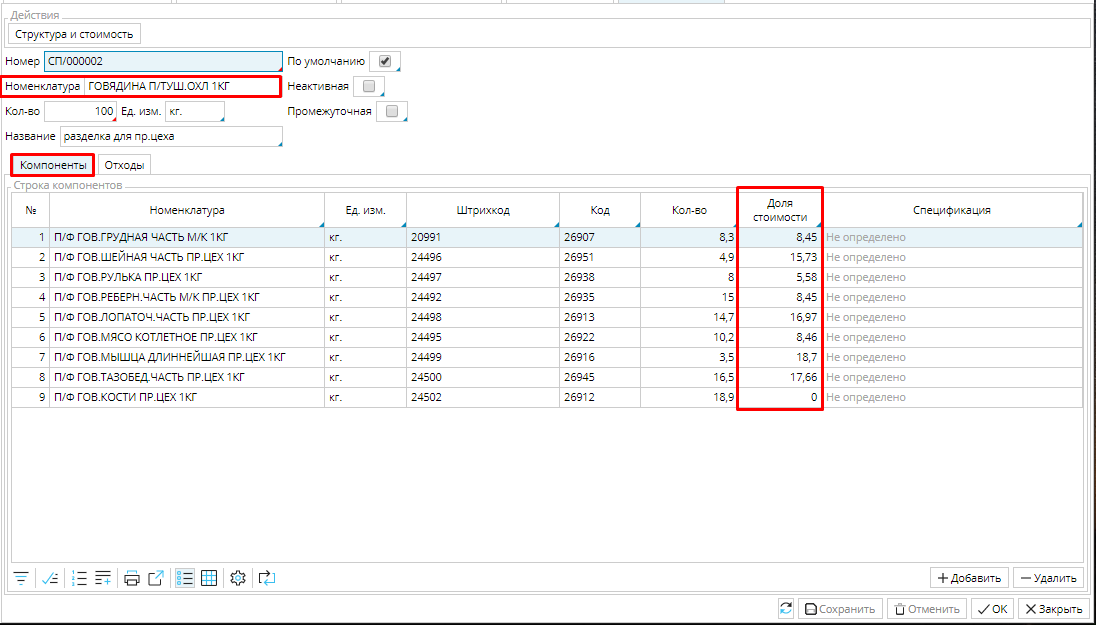 Действия
Структура и стоимость
Номер СП/000002 По умолчанию
Номенклатура ГОВЯДИНА П/ТУШ.ОХЛ 1КГ Неактивная
Кол-во 100 Ед. изм. кг. Промежуточная
Название разделка для пр.цеха
Компоненты Отходы
Строка компонентов
№ Номенклатура Ед. изм. Штрихкод Код Кол-во Доля стоимости Спецификация
1 П/Ф ГОВ.ГРУДНАЯ ЧАСТЬ М/К 1КГ кг. 20991 26907 8,3 8,45 Не определено
2 П/Ф ГОВ.ШЕЙНАЯ ЧАСТЬ ПР.ЦЕХ 1КГ кг. 24496 26951 4,9 15,73 Не определено
3 П/Ф ГОВ.РУЛЬКА ПР.ЦЕХ 1КГ кг. 24497 26938 8 5,58 Не определено
4 П/Ф ГОВ.РЕБЕРН.ЧАСТЬ М/К ПР.ЦЕХ 1КГ кг. 24492 26935 15 8,45 Не определено
5 П/Ф ГОВ.ЛОПАТОЧ.ЧАСТЬ ПР.ЦЕХ 1КГ кг. 24498 26913 14,7 16,97 Не определено
6 П/Ф ГОВ.МЯСО КОТЛЕТНОЕ ПР.ЦЕХ 1КГ кг. 24495 26922 10,2 8,46 Не определено
7 П/Ф ГОВ.МЫШЦА ДЛИННЕЙШАЯ ПР.ЦЕХ 1КГ кг. 24499 26916 3,5 18,7 Не определено
8 П/Ф ГОВ.ТАЗОБЕД.ЧАСТЬ ПР.ЦЕХ 1КГ кг. 24500 26945 16,5 17,66 Не определено
9 П/Ф ГОВ.КОСТИ ПР.ЦЕХ 1КГ кг. 24502 26912 18,9 0 Не определено
Добавить Удалить
Сохранить Отменить ОК Закрыть